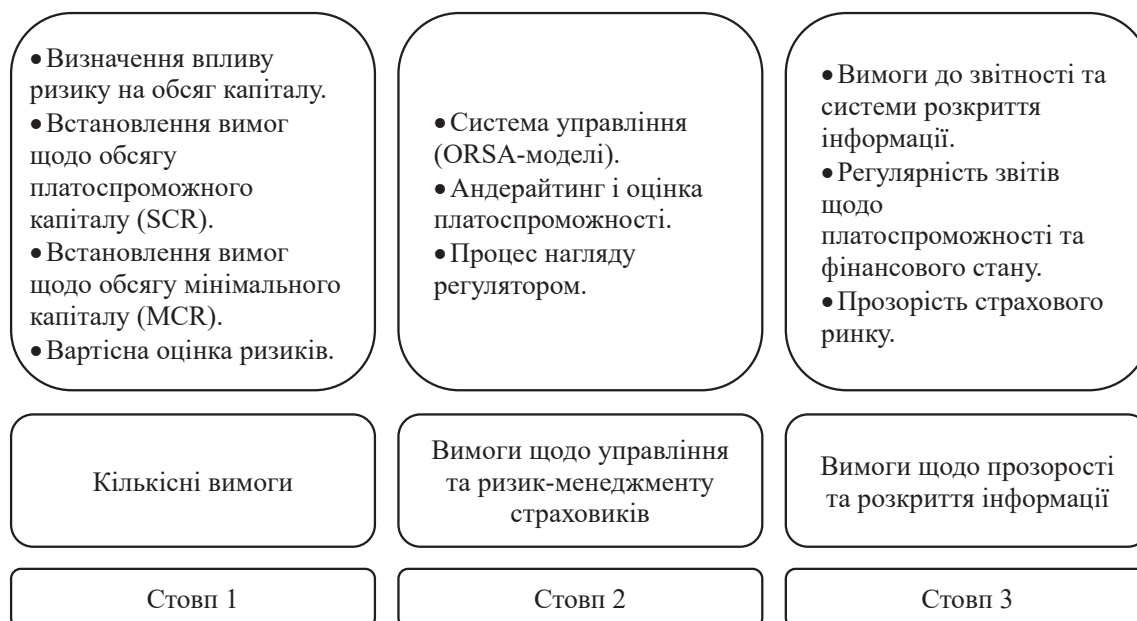 • Визначення впливу
ризику на обсяг капіталу.
• Встановлення вимог
щодо обсягу
платоспроможного
капіталу (SCR).
• Встановлення вимог
щодо обсягу мінімального
капіталу (MCR).
• Вартісна оцінка ризиків.
• Система управління
(ORSA-моделі).
• Андерайтинг і оцінка
платоспроможності.
• Процес нагляду
регулятором.
• Вимоги до звітності та
системи розкриття
інформації.
• Регулярність звітів
щодо
платоспроможності та
фінансового стану.
• Прозорість страхового
ринку.
Кількісні вимоги
Вимоги щодо управління
та ризик-менеджменту
страховиків
Вимоги щодо прозорості
та розкриття інформації
Стовп 1
Стовп 2
Стовп 3